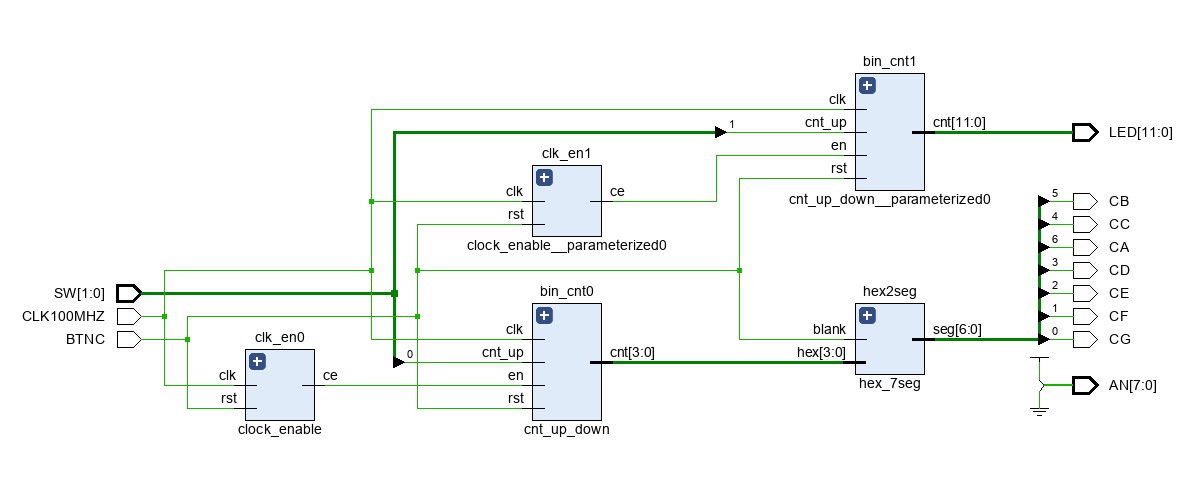 bin_cnt1
clk
cnt_up
en
rst
cnt[11:0]
cnt_up_down__parameterized0
1
LED[11:0]
clk_en1
clk
rst
ce
clock_enable__parameterized0
SW[1:0]
CLK100MHZ
BTNC
clk_en0
clk
rst
ce
clock_enable
0
bin_cnt0
clk
cnt_up
en
rst
cnt[3:0]
cnt_up_down
hex2seg
blank
hex[3:0]
seg[6:0]
hex_7seg
5 CB
4 CC
6 CA
3 CD
2 CE
1 CF
0 CG
AN[7:0]